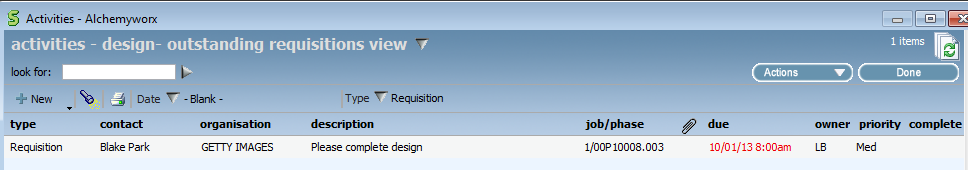 Activities - Alchemyworx
activities - design- outstanding requisitions view
1 items
look for:
Actions
Done
+ New
Date
- Blank -
Type
Requisition
type contact organisation description job/phase due owner priority complete
Requisition Blake Park GETTY IMAGES Please complete design 1/00P10008.003 10/01/13 8:00am LB Med